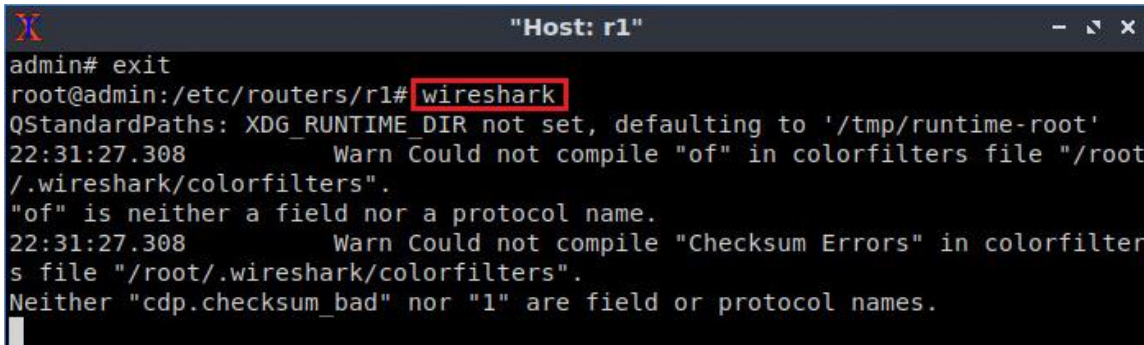 "Host: r1"
admin# exit
root@admin:/etc/routers/r1# wireshark
QStandardPaths: XDG_RUNTIME_DIR not set, defaulting to '/tmp/runtime-root'
22:31:27.308          Warn Could not compile "of" in colorfilters file "/root
/.wireshark/colorfilters".
"of" is neither a field nor a protocol name.
22:31:27.308          Warn Could not compile "Checksum Errors" in colorfilter
s file "/root/.wireshark/colorfilters".
Neither "cdp.checksum_bad" nor "1" are field or protocol names.